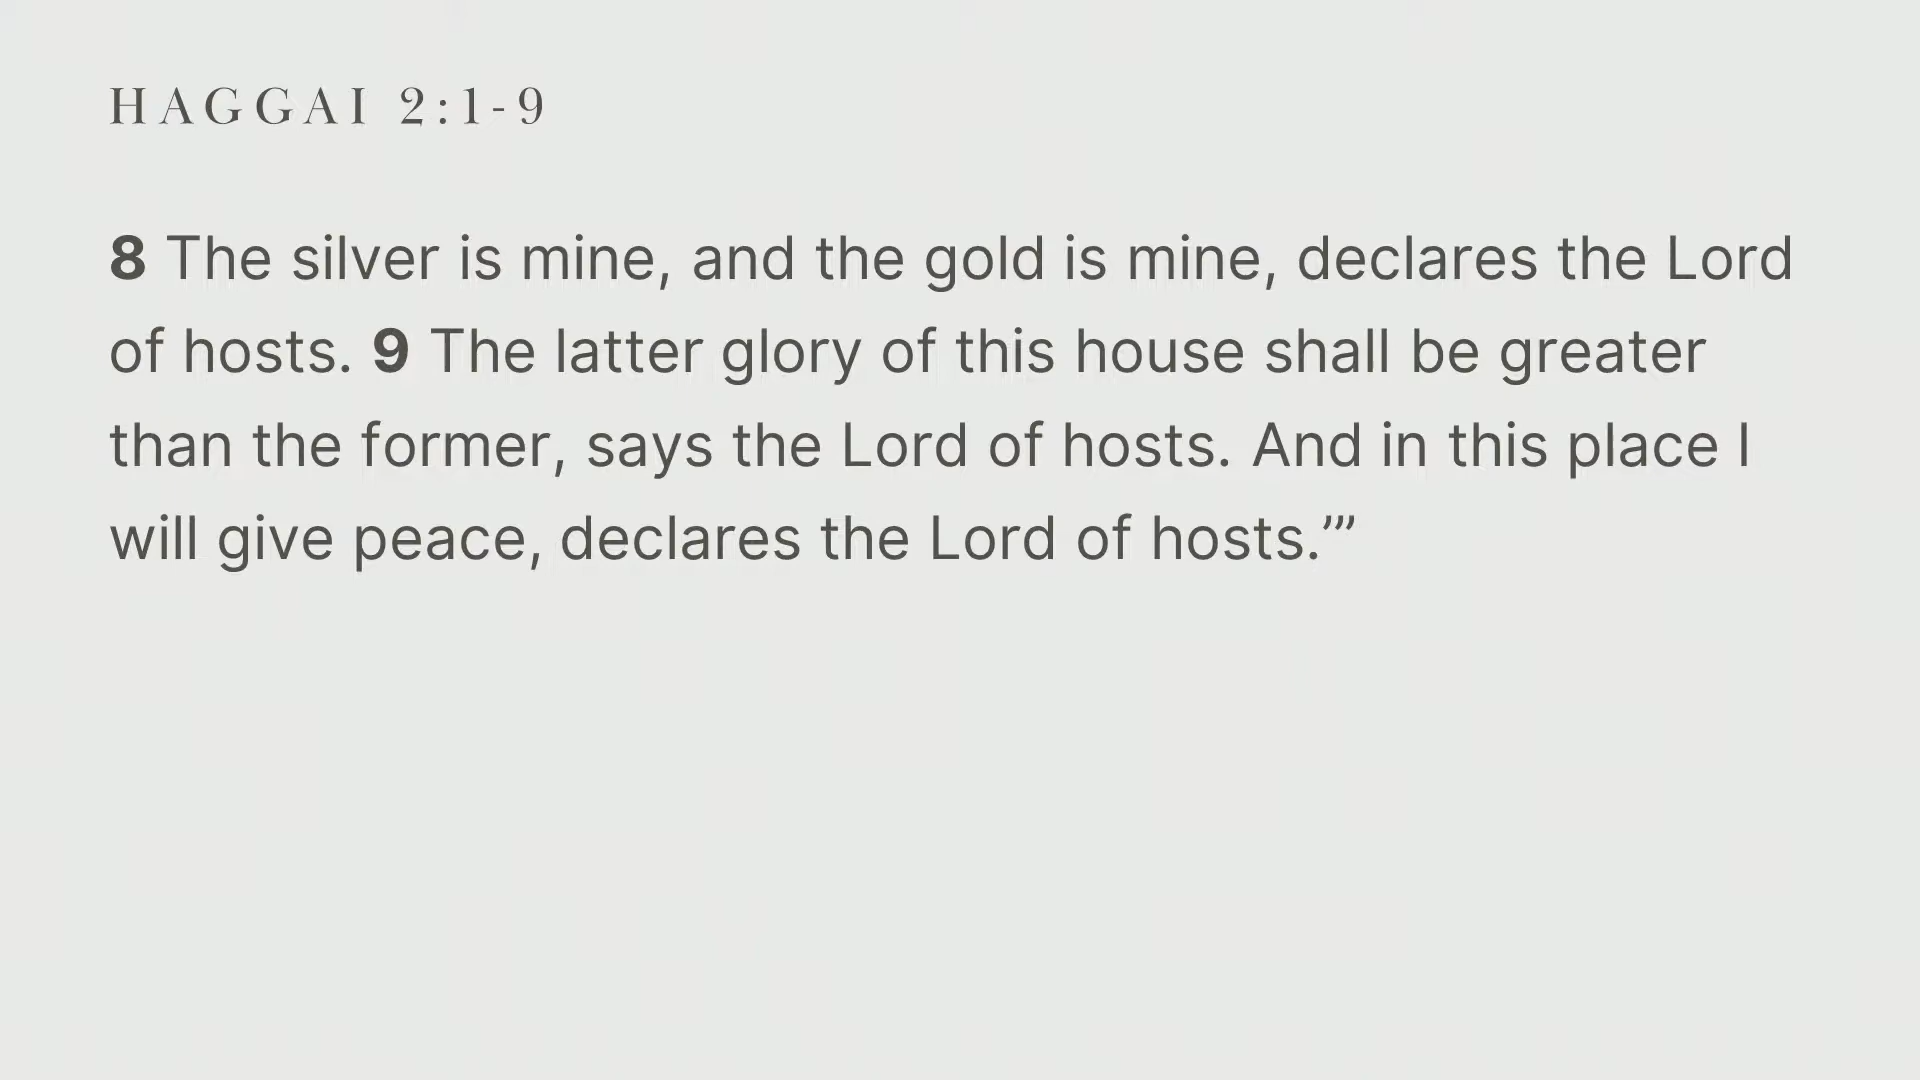 HAGGAI 2:1-9
8 The silver is mine, and the gold is mine, declares the Lord
of hosts. 9 The latter glory of this house shall be greater
than the former, says the Lord of hosts. And in this place I
will give peace, declares the Lord of hosts.’”